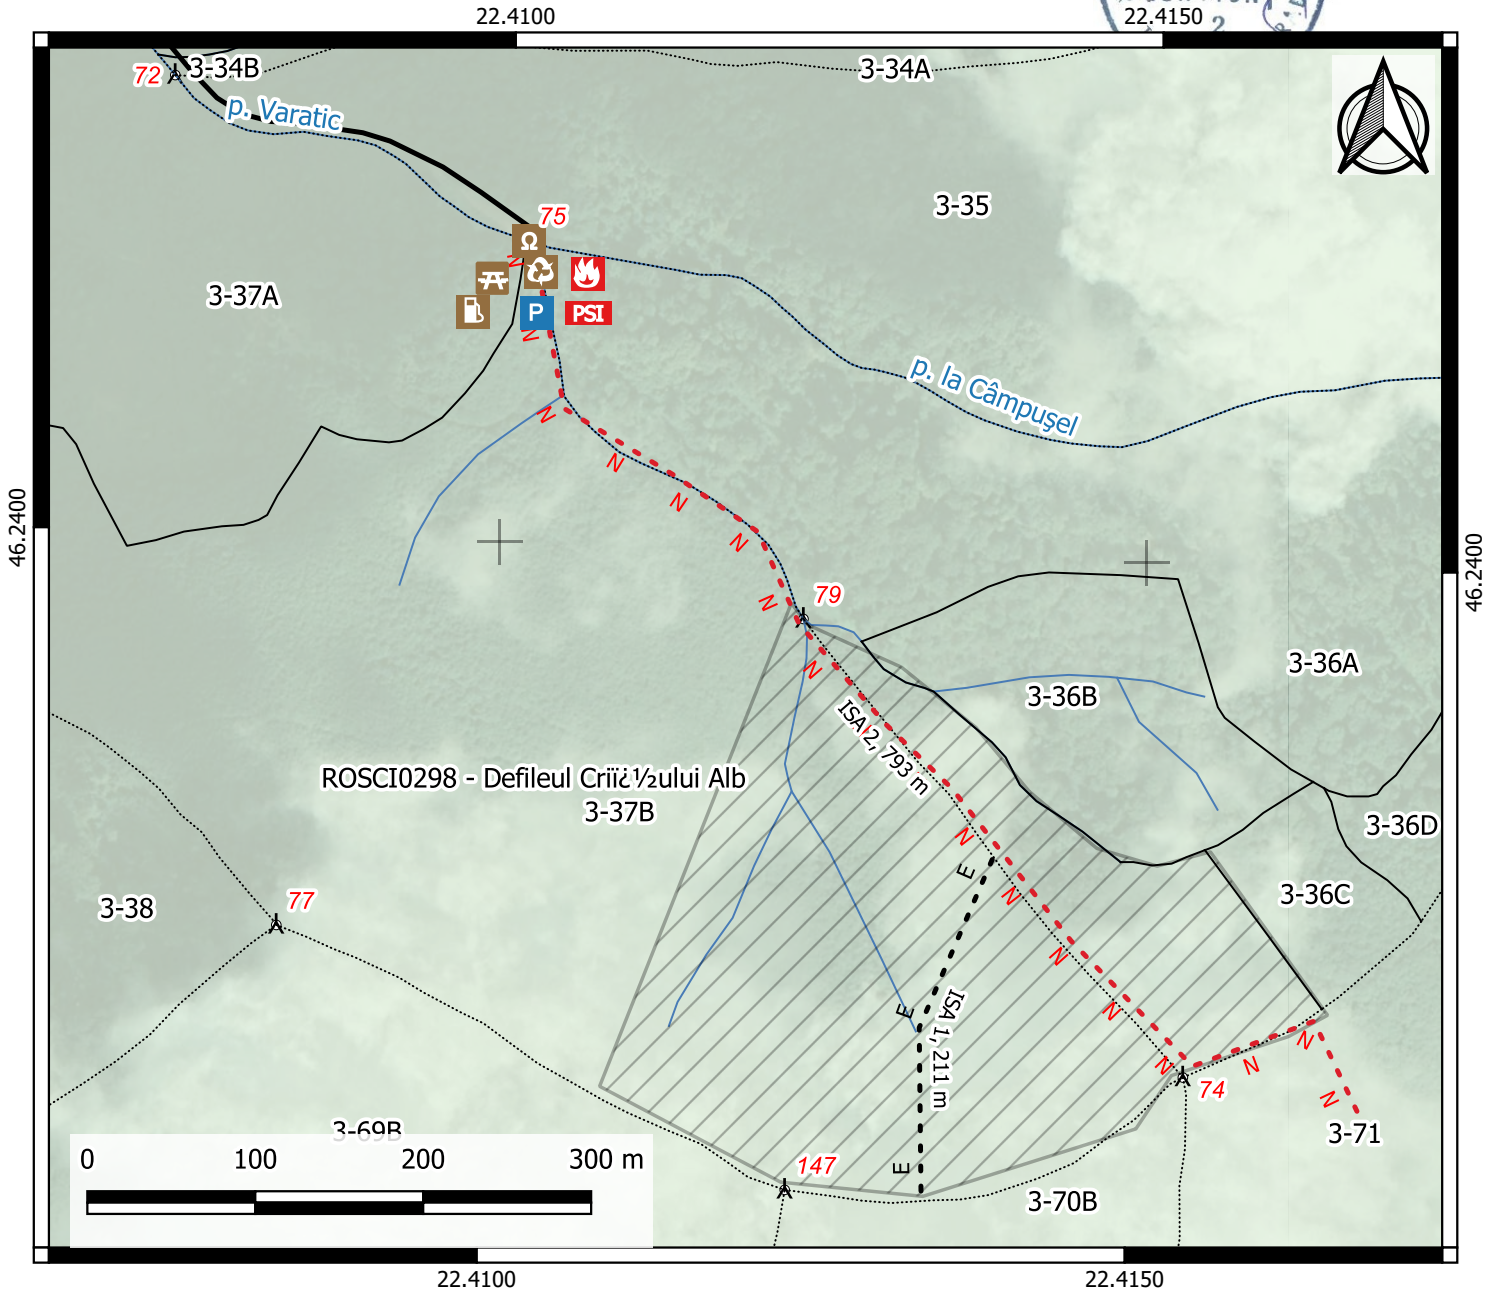 22.4100
22.4150
2
72
3-34B
3-34A
p. Varatic
75
3-35
Ω
N
3-37A
P
PSI
N
p. la Câmpușel
N
N
N
46.2400
N
46.2400
N
79
N
3-36A
3-36B
ISA 2, 793 m
ROSCI0298 - Defileul Criï¿½ului Alb
3-37B
3-36D
N
E
N
3-36C
77
3-38
N
E
ISA 1, 211 m
N
N
N
N
74
N
3-71
3-69B
0 100 200 300 m
147
E
3-70B
22.4100
22.4150